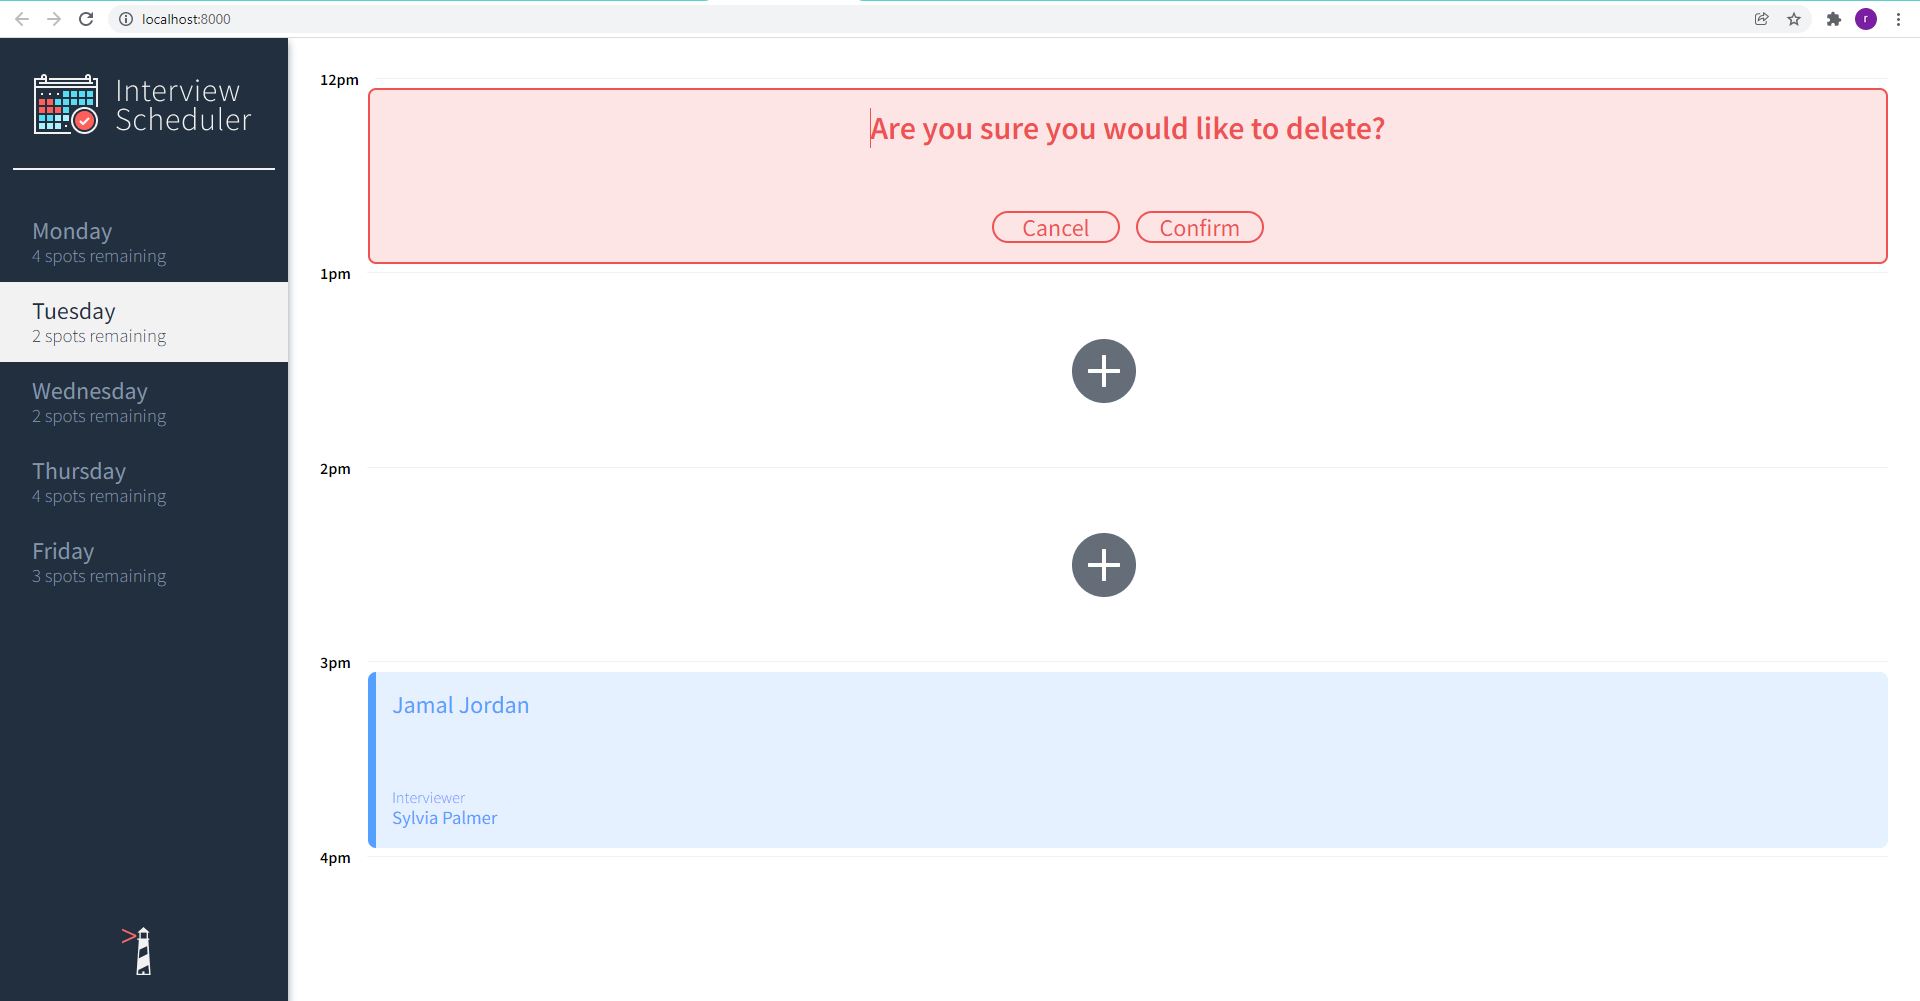 localhost:8000
r
Interview
Scheduler
Monday
4 spots remaining
Tuesday
2 spots remaining
Wednesday
2 spots remaining
Thursday
4 spots remaining
Friday
3 spots remaining
12pm
Are you sure you would like to delete?
Cancel Confirm
1pm
2pm
3pm
Jamal Jordan
Interviewer
Sylvia Palmer
4pm